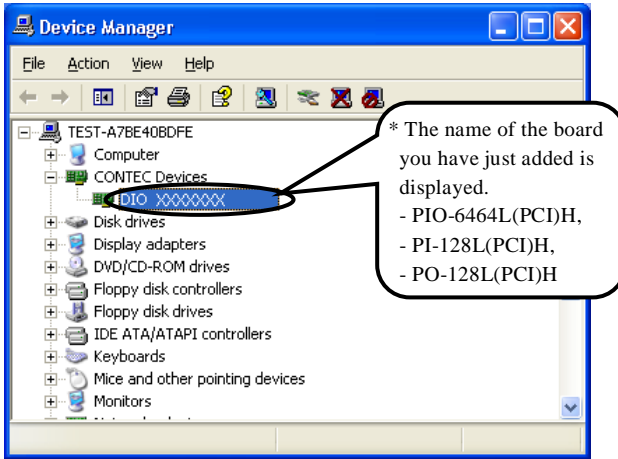 Device Manager
File Action View Help
TEST-A7BE40BDFE
Computer
CONTEC Devices
DIO XXXXXXX
Disk drives
Display adapters
DVD/CD-ROM drives
Floppy disk controllers
Floppy disk drives
IDE ATA/ATAPI controllers
Keyboards
Mice and other pointing devices
Monitors
* The name of the board
you have just added is
displayed.
- PIO-6464L(PCI)H,
- PI-128L(PCI)H,
- PO-128L(PCI)H